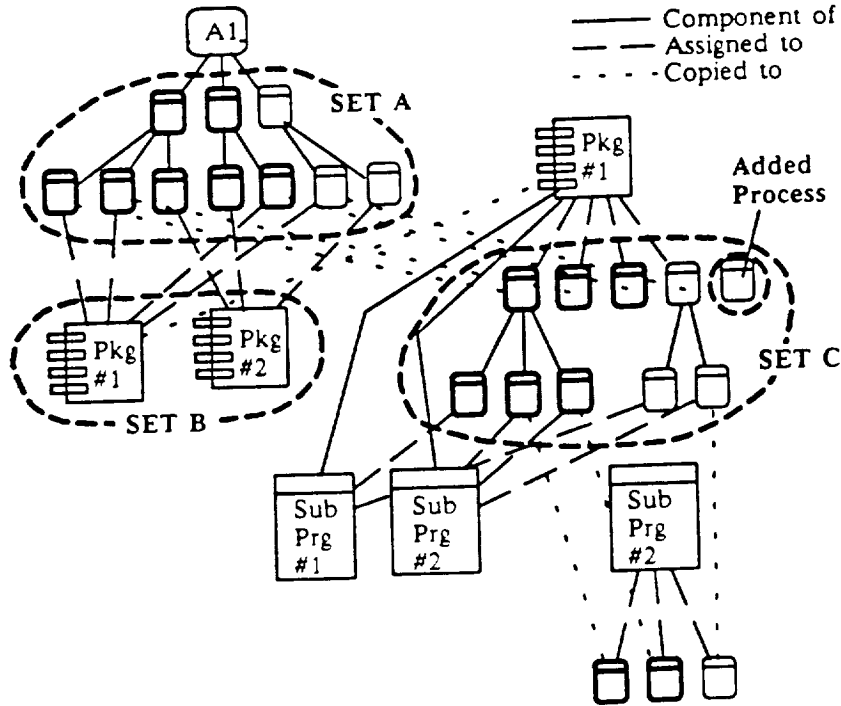 A1
Component of
Assigned to
Copied to
SET A
Pkg
#1
Added
Process
Pkg
#1
Pkg
#2
SET B
SET C
Sub
Prg
#1
Sub
Prg
#2
Sub
Prg
#2